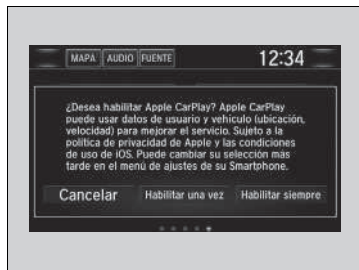 MAPA AUDIO FUENTE 12:34
¿Desea habilitar Apple CarPlay? Apple CarPlay
puede usar datos de usuario y vehículo (ubicación,
velocidad) para mejorar el servicio. Sujeto a la
política de privacidad de Apple y las condiciones
de uso de iOS. Puede cambiar su selección más
tarde en el menú de ajustes de su Smartphone.
Cancelar Habilitar una vez Habilitar siempre